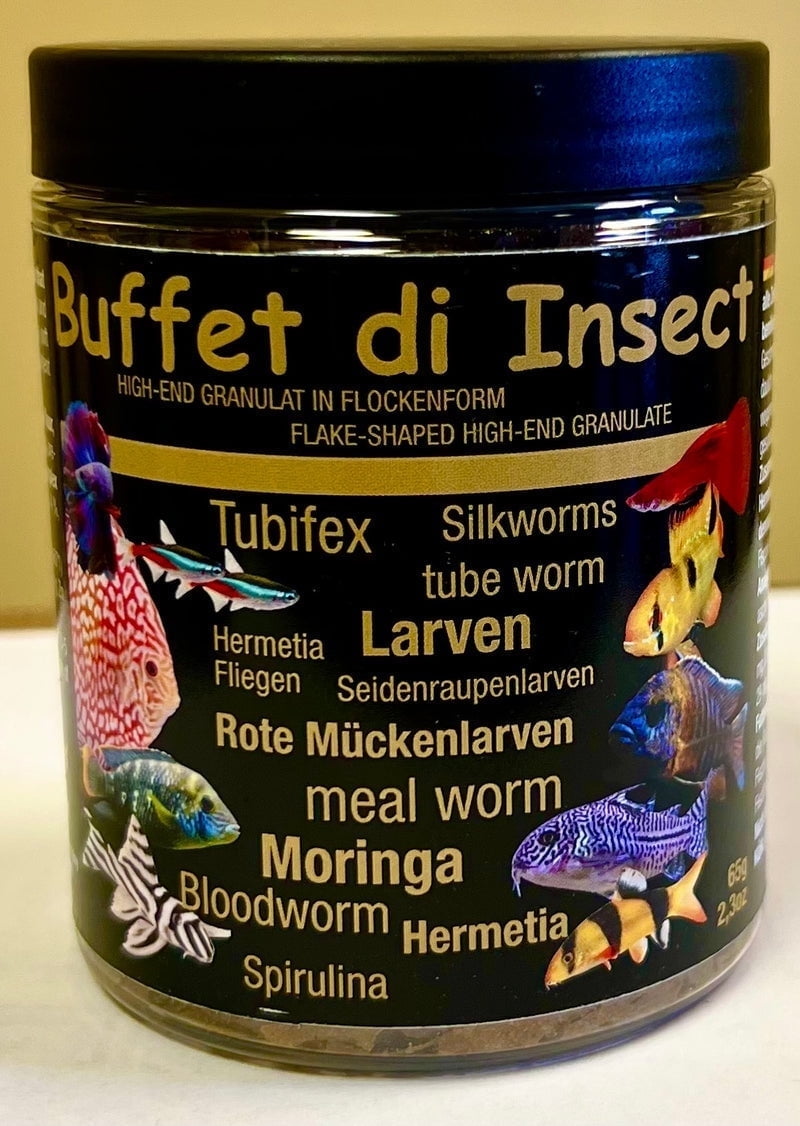 Buffet di Insect
HIGH-END GRANULAT IN FLOCKENFORM
FLAKE-SHAPED HIGH-END GRANULATE
Tubifex
Silkworms
tube worm
Hermetia
Fliegen
Larven
Seidenraupenlarven
Rote Mückenlarven
meal worm
Moringa
Bloodworm
Hermetia
Spirulina
65g
2,3oz